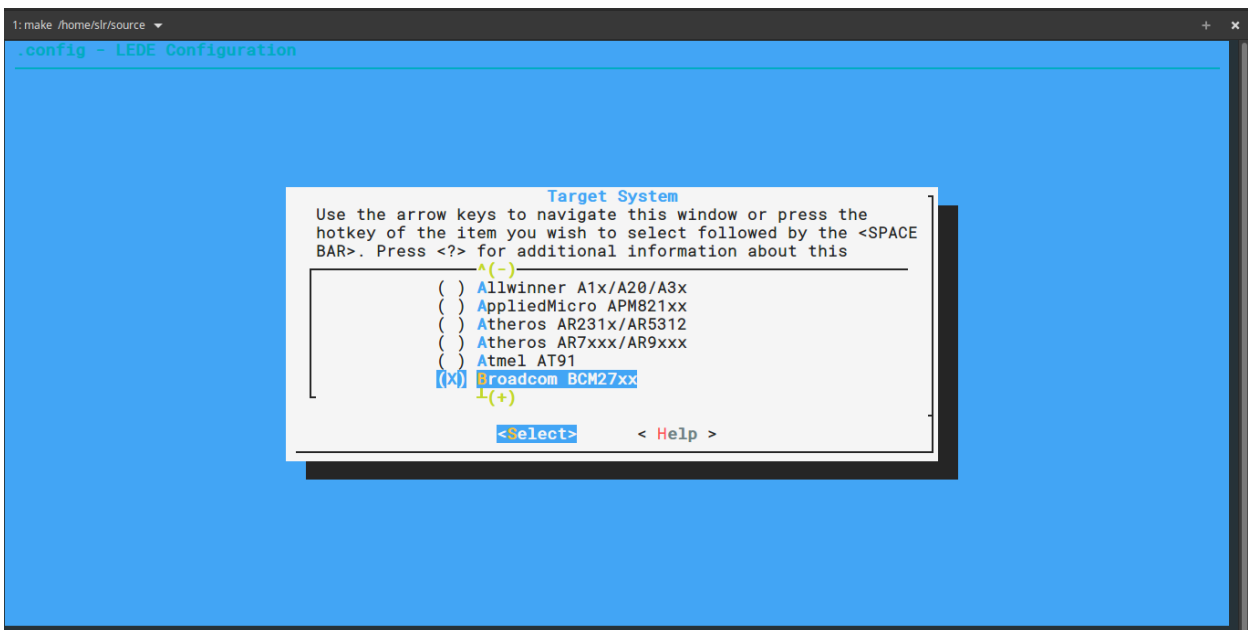 1: make /home/slr/source
.config - LEDE Configuration
Target System
Use the arrow keys to navigate this window or press the
hotkey of the item you wish to select followed by the <SPACE
BAR>. Press <?> for additional information about this
^(-)
( ) Allwinner A1x/A20/A3x
( ) AppliedMicro APM821xx
( ) Atheros AR231x/AR5312
( ) Atheros AR7xxx/AR9xxx
( ) Atmel AT91
(X) Broadcom BCM27xx
┴(+)
<Select> < Help >